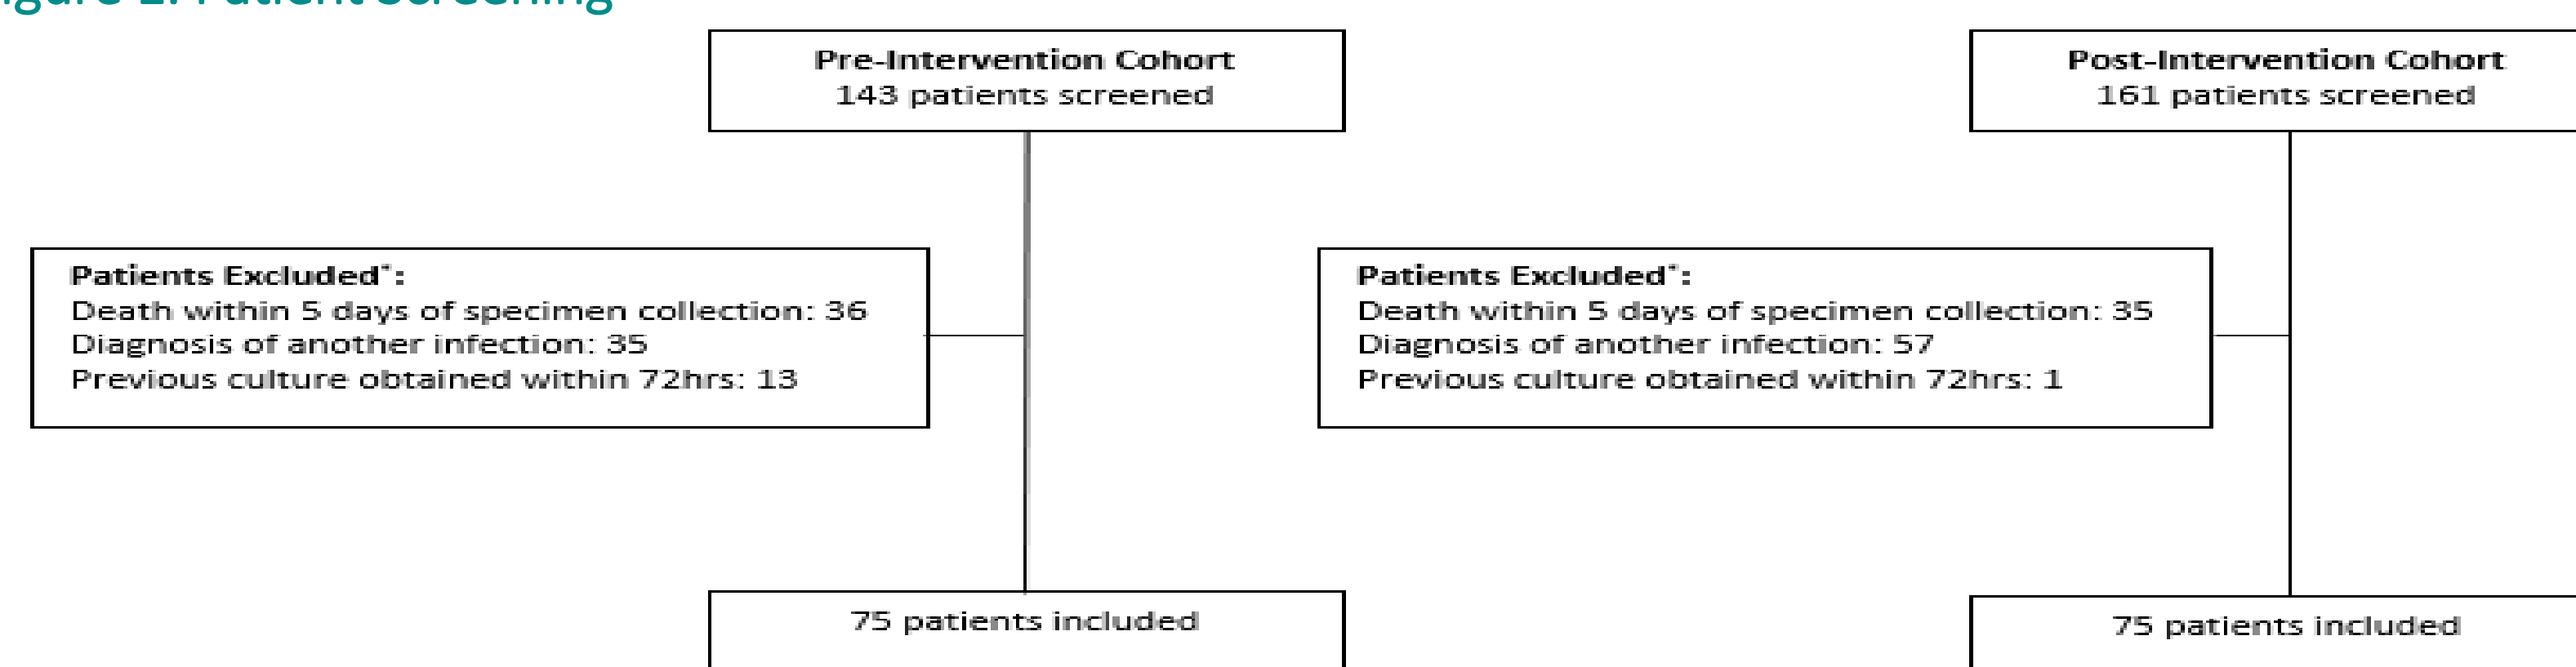 Patient Screening
Pre-Intervention Cohort
143 patients screened
Post-Intervention Cohort
161 patients screened
Patients Excluded*:
Death within 5 days of specimen collection: 36
Diagnosis of another infection: 35
Previous culture obtained within 72hrs: 13
Patients Excluded*:
Death within 5 days of specimen collection: 35
Diagnosis of another infection: 57
Previous culture obtained within 72hrs: 1
75 patients included
75 patients included